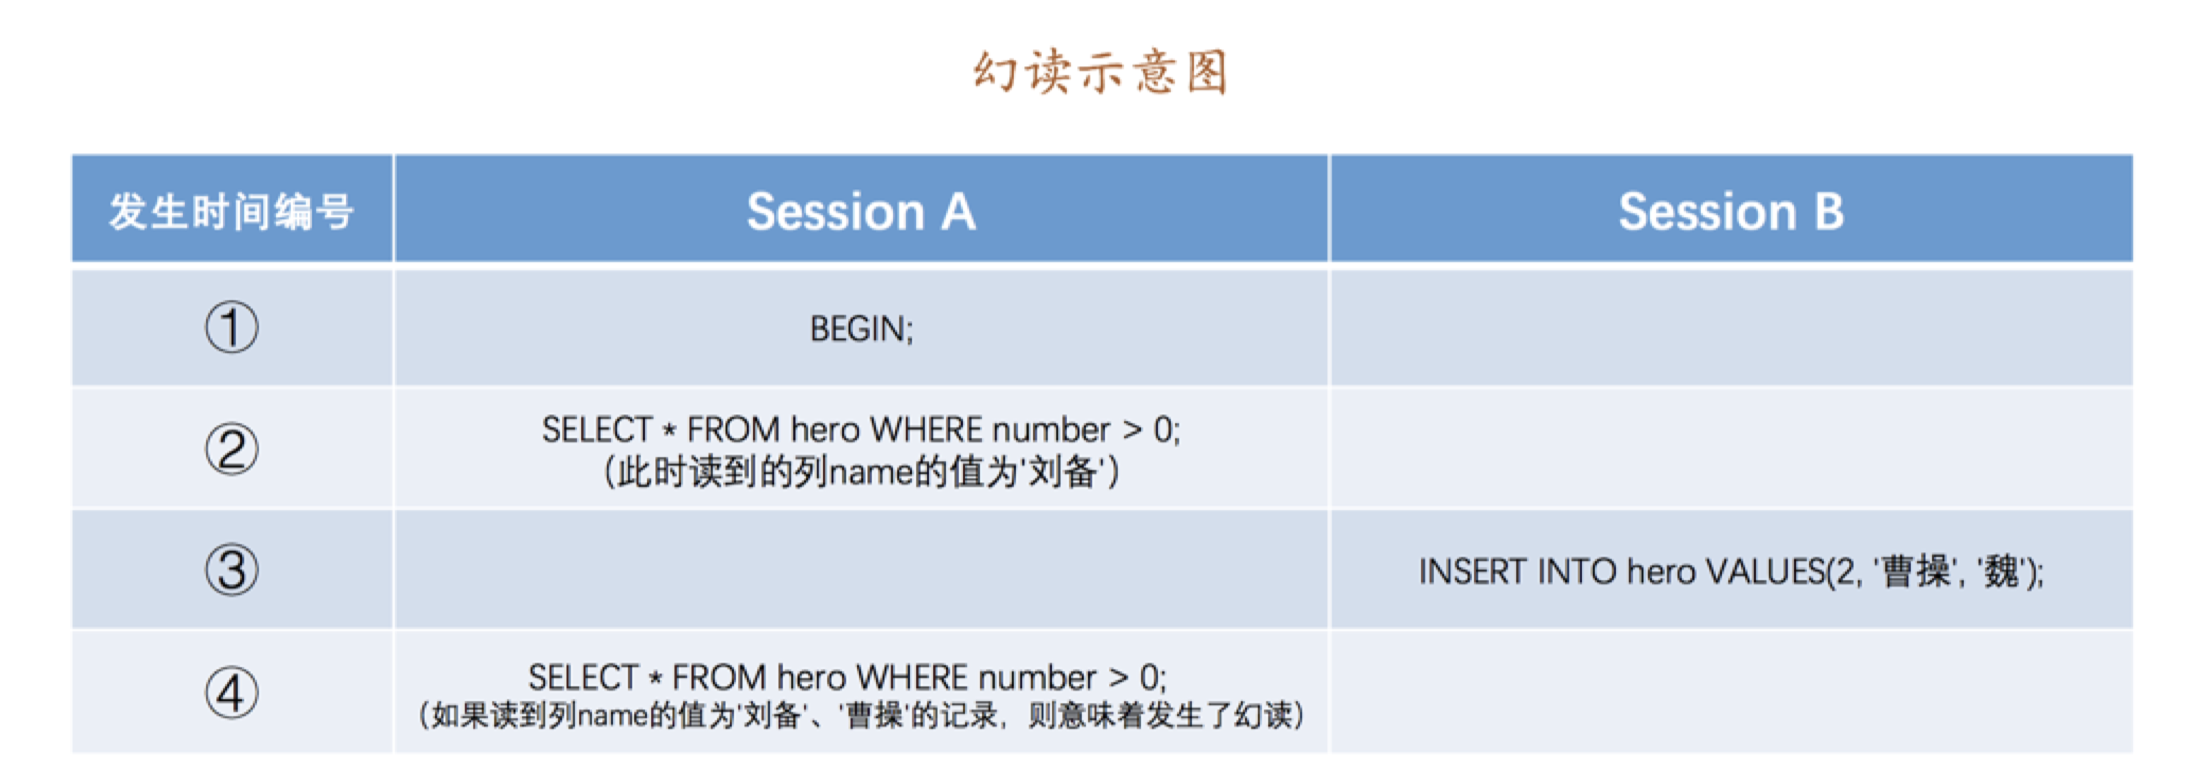 幻读示意图
发生时间编号
Session A
Session B
①
BEGIN;
②
SELECT * FROM hero WHERE number > 0;
（此时读到的列name的值为'刘备'）
③
INSERT INTO hero VALUES(2, '曹操', '魏');
④
SELECT * FROM hero WHERE number > 0;
（如果读到列name的值为'刘备'、'曹操'的记录，则意味着发生了幻读）